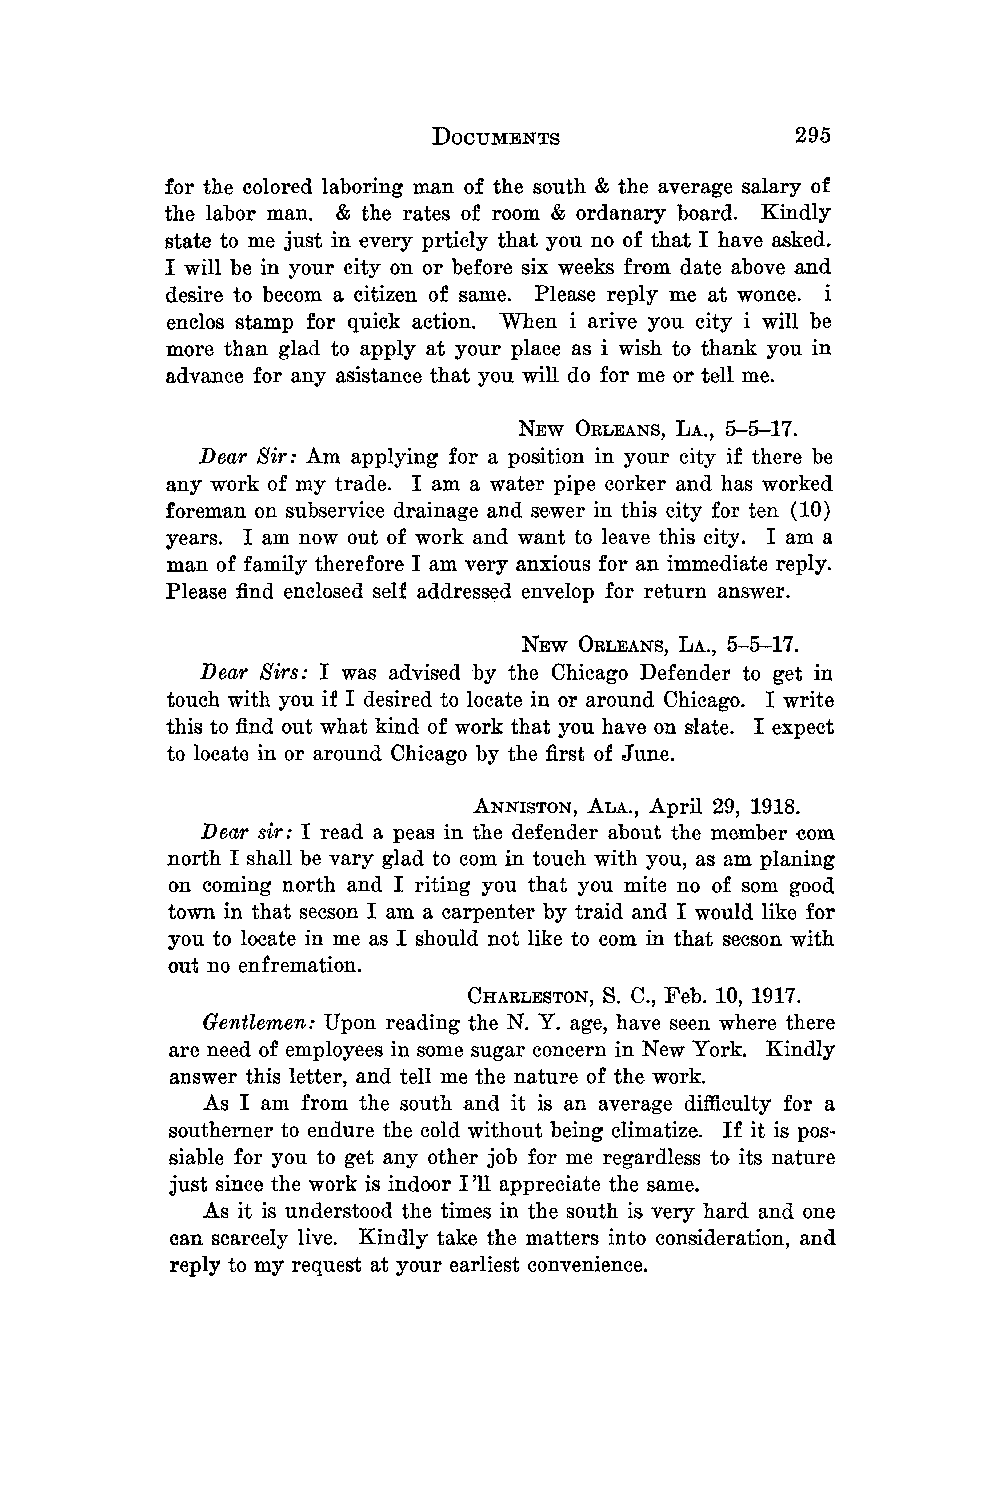 DOCUMENTS 295
for the colored laboring man of the south & the average salary of
the labor man. & the rates of room & ordanary board. Kindly
state to me just in every prticly that you no of that I have asked.
I will be in your city on or before six weeks from date above and
desire to becom a citizen of same. Please reply me at wonce. i
enclos stamp for quick action. When i arive you city i will be
more than glad to apply at your place as i wish to thank you in
advance for any asistance that you will do for me or tell me.
NEW ORLEANS, LA., 5–5–17.
Dear Sir: Am applying for a position in your city if there be
any work of my trade. I am a water pipe corker and has worked
foreman on subservice drainage and sewer in this city for ten (10)
years. I am now out of work and want to leave this city. I am a
man of family therefore I am very anxious for an immediate reply.
Please find enclosed self addressed envelop for return answer.
NEW ORLEANS, LA., 5–5–17.
Dear Sirs: I was advised by the Chicago Defender to get in
touch with you if I desired to locate in or around Chicago. I write
this to find out what kind of work that you have on slate. I expect
to locate in or around Chicago by the first of June.
ANNISTON, ALA., April 29, 1918.
Dear sir: I read a peas in the defender about the member com
north I shall be vary glad to com in touch with you, as am planing
on coming north and I riting you that you mite no of som good
town in that secson I am a carpenter by traid and I would like for
you to locate in me as I should not like to com in that secson with
out no enfremation.
CHARLESTON, S. C., Feb. 10, 1917.
Gentlemen: Upon reading the N. Y. age, have seen where there
are need of employees in some sugar concern in New York. Kindly
answer this letter, and tell me the nature of the work.
As I am from the south and it is an average difficulty for a
southerner to endure the cold without being climatize. If it is pos-
siable for you to get any other job for me regardless to its nature
just since the work is indoor I'll appreciate the same.
As it is understood the times in the south is very hard and one
can scarcely live. Kindly take the matters into consideration, and
reply to my request at your earliest convenience.